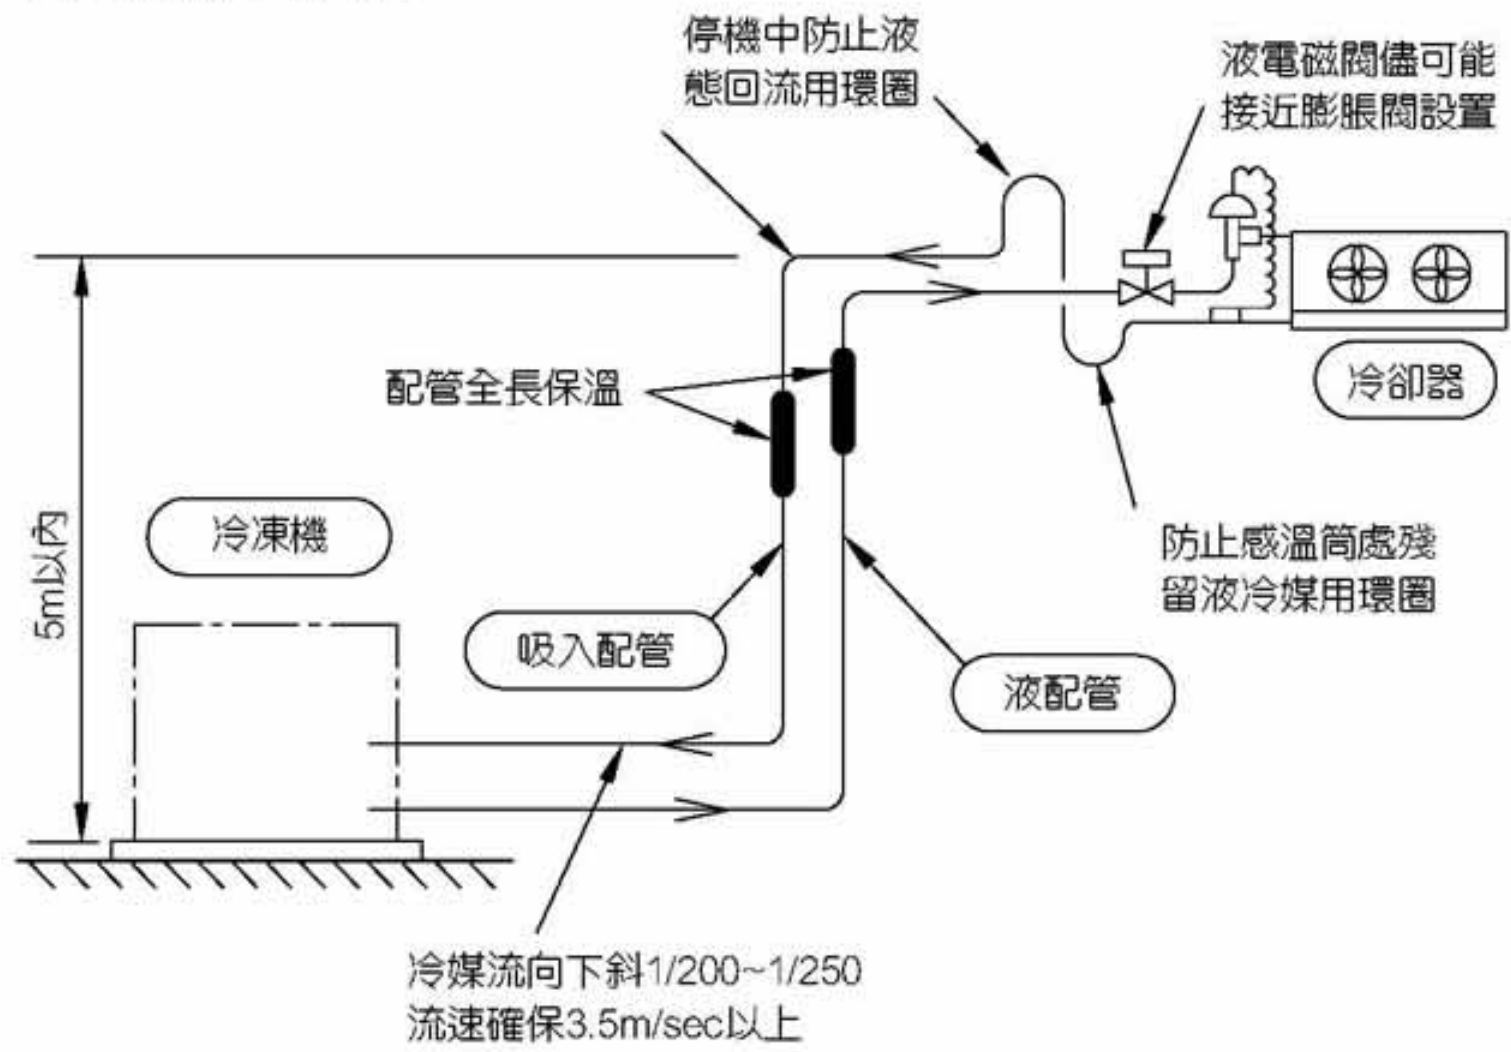 停機中防止液
態回流用環圈
液電磁閥儘可能
接近膨脹閥設置
配管全長保溫
冷卻器
冷凍機
5m以內
防止感溫筒處殘
留液冷媒用環圈
吸入配管
液配管
冷媒流向下斜1/200~1/250
流速確保3.5m/sec以上